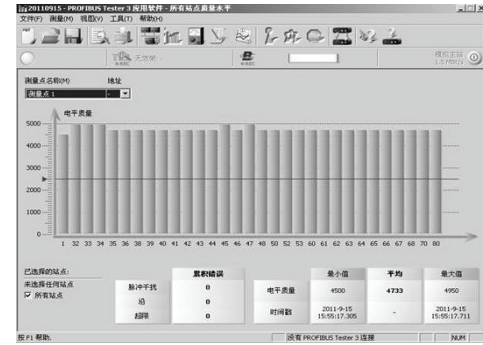 20110915 - PROFIBUS Tester 3 应用软件 - 所有站点质量水平
文件(F) 测量(M) 视图(V) 工具(T) 帮助(H)
无效果
模拟主站
1.5 MBit/s
测量点名称(M) 地址
测量点 1 -
电平质量
5000
4000
3000
2000
1000
0
1 32 33 34 35 36 38 39 40 41 42 43 44 45 46 47 48 50 52 53 60 61 62 63 64 65 66 67 68 70 80
已选择的站点:
未选择任何站点
所有站点
累积错误
脉冲干扰 0
沿 0
超限 0
最小值 平均 最大值
电平质量 4500 4733 4950
时间戳 2011-9-15 15:55:17.305 - 2011-9-15 15:55:17.711
按 F1 帮助. 没有 PROFIBUS Tester 3 连接 NUM